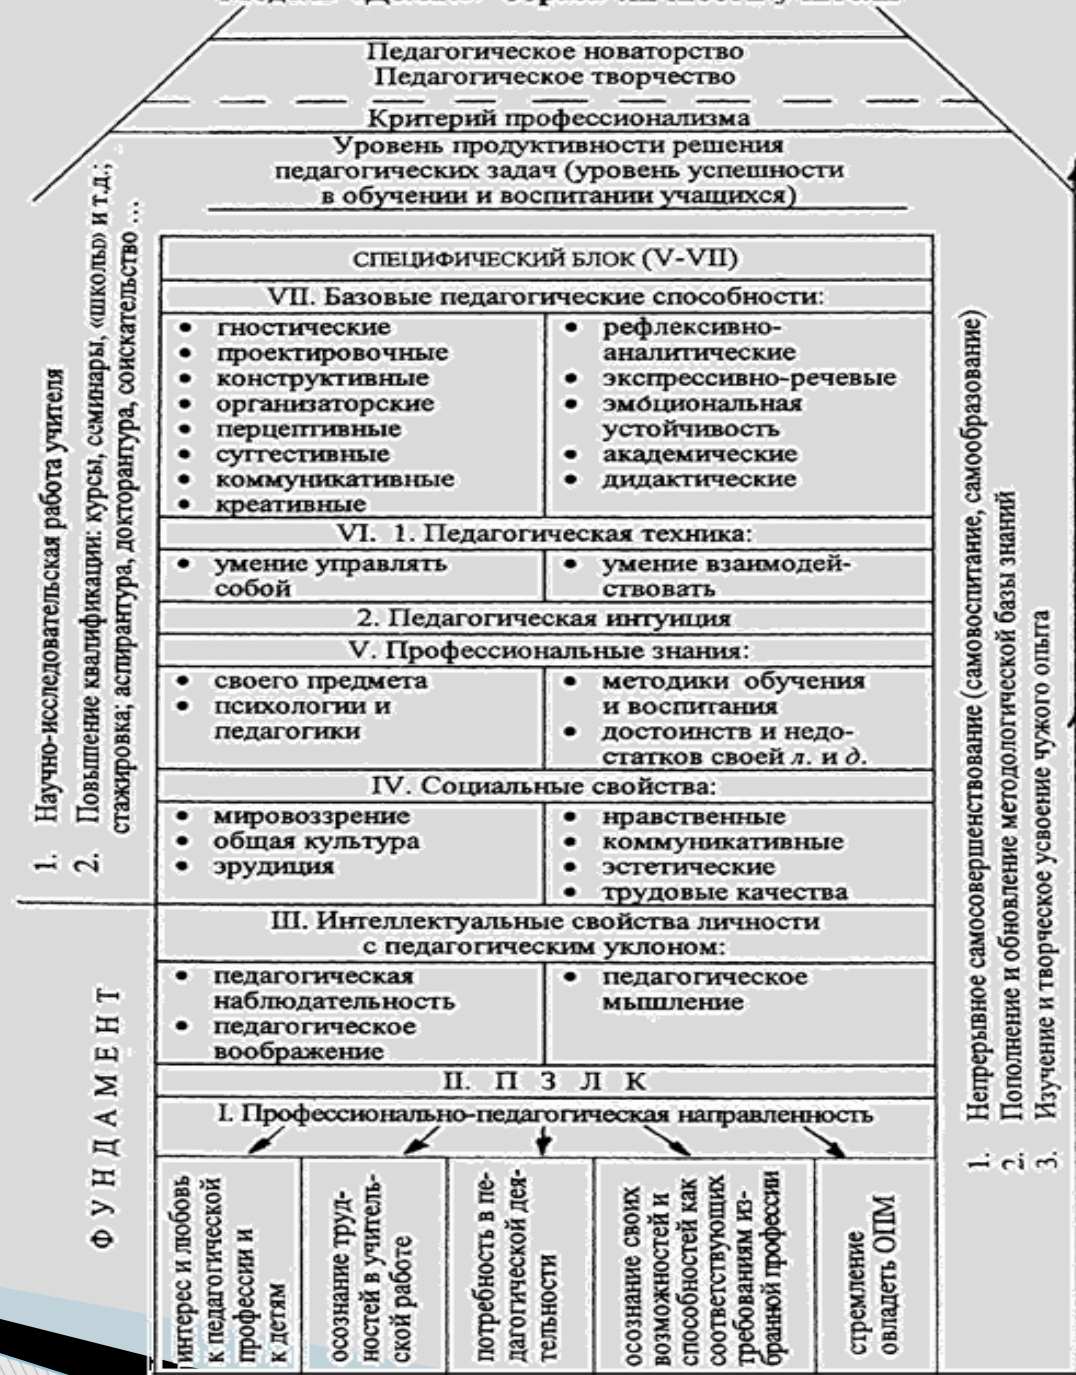 Педагогическое новаторство
Педагогическое творчество
Критерий профессионализма
Уровень продуктивности решения
педагогических задач (уровень успешности
в обучении и воспитании учащихся)
1. Научно-исследовательская работа учителя
2. Повышение квалификации: курсы, семинары, «школы» и т.д.;
стажировка; аспирантура, докторантура, соискательство ...
СПЕЦИФИЧЕСКИЙ БЛОК (V-VII)
VII. Базовые педагогические способности:
• гностические
• проектировочные
• конструктивные
• организаторские
• перцептивные
• суггестивные
• коммуникативные
• креативные
• рефлексивно-
аналитические
• экспрессивно-речевые
• эмоциональная
устойчивость
• академические
• дидактические
VI. 1. Педагогическая техника:
• умение управлять
собой
• умение взаимодей-
ствовать
2. Педагогическая интуиция
V. Профессиональные знания:
• своего предмета
• психологии и
педагогики
• методики обучения
и воспитания
• достоинств и недо-
статков своей л. и д.
IV. Социальные свойства:
• мировоззрение
• общая культура
• эрудиция
• нравственные
• коммуникативные
• эстетические
• трудовые качества
III. Интеллектуальные свойства личности
с педагогическим уклоном:
• педагогическая
наблюдательность
• педагогическое
воображение
• педагогическое
мышление
II. П З Л К
I. Профессионально-педагогическая направленность
интерес и любовь
к педагогической
профессии и
к детям
осознание труд-
ностей в учитель-
ской работе
потребность в пе-
дагогической дея-
тельности
осознание своих
возможностей и
способностей как
соответствующих
требованиям из-
бранной профессии
стремление
овладеть ОПМ
ФУНДАМЕНТ
1. Непрерывное самосовершенствование (самовоспитание, самообразование)
2. Пополнение и обновление методологической базы знаний
3. Изучение и творческое усвоение чужого опыта